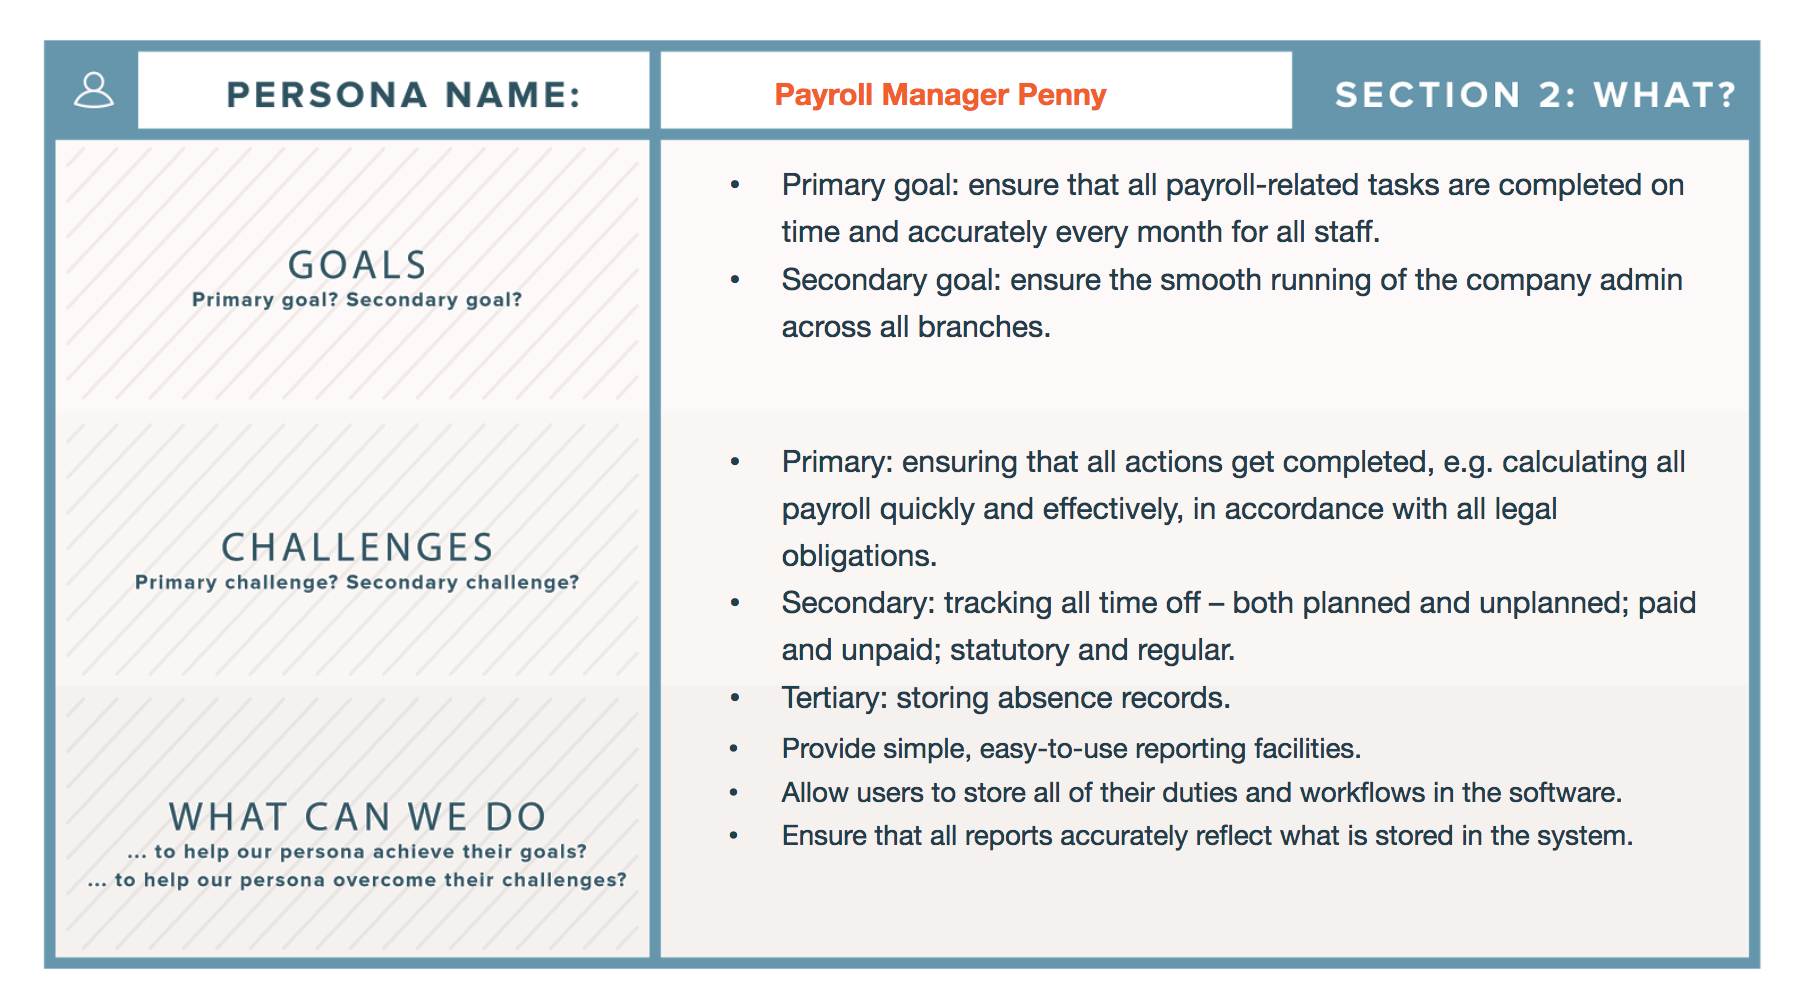 PERSONA NAME:
Payroll Manager Penny
SECTION 2: WHAT?
GOALS
Primary goal? Secondary goal?
• Primary goal: ensure that all payroll-related tasks are completed on
time and accurately every month for all staff.
• Secondary goal: ensure the smooth running of the company admin
across all branches.
CHALLENGES
Primary challenge? Secondary challenge?
• Primary: ensuring that all actions get completed, e.g. calculating all
payroll quickly and effectively, in accordance with all legal
obligations.
• Secondary: tracking all time off – both planned and unplanned; paid
and unpaid; statutory and regular.
• Tertiary: storing absence records.
WHAT CAN WE DO
... to help our persona achieve their goals?
... to help our persona overcome their challenges?
• Provide simple, easy-to-use reporting facilities.
• Allow users to store all of their duties and workflows in the software.
• Ensure that all reports accurately reflect what is stored in the system.